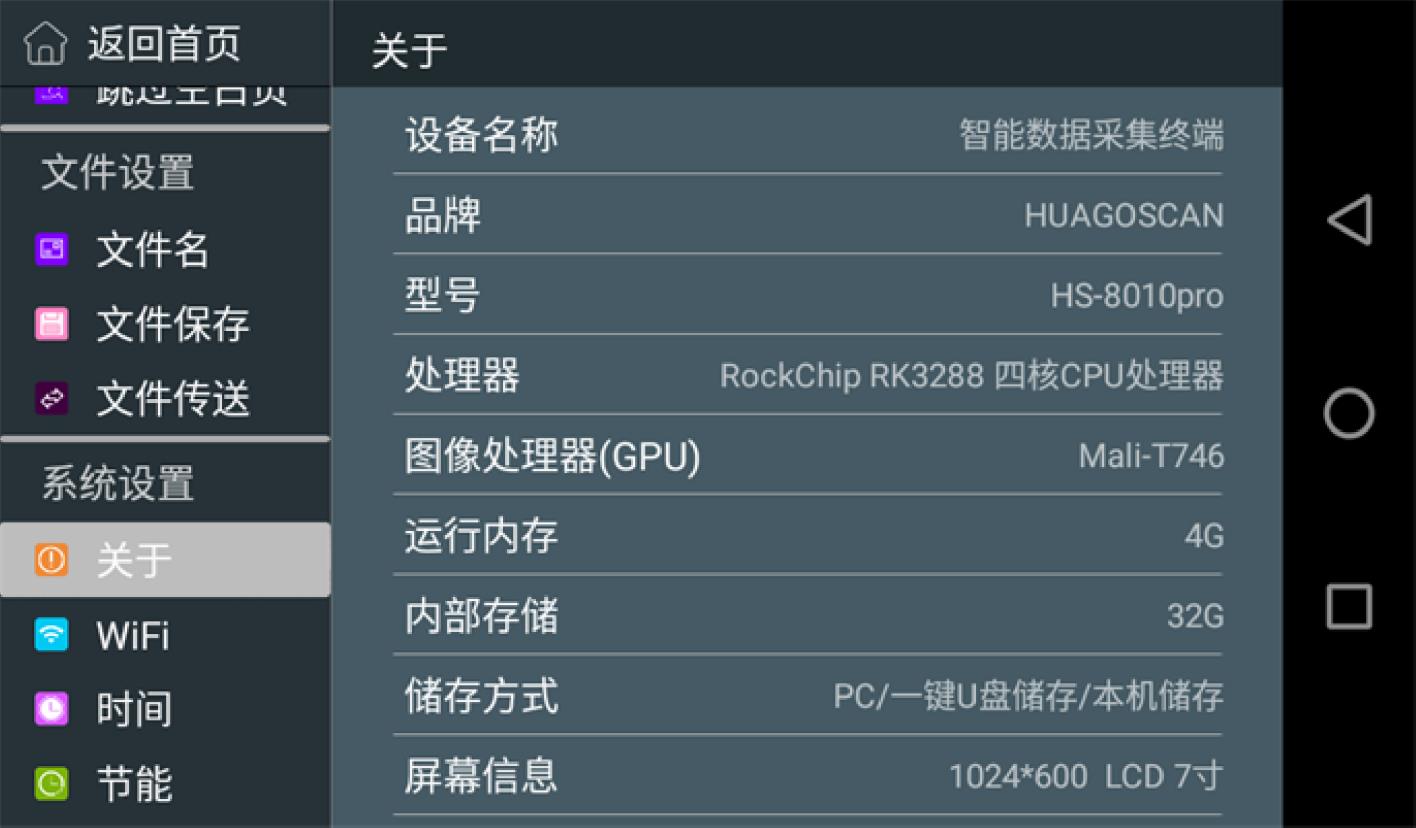 返回首页
跳过空白页
文件设置
文件名
文件保存
文件传送
系统设置
关于
WiFi
时间
节能
关于
设备名称 智能数据采集终端
品牌 HUAGOSCAN
型号 HS-8010pro
处理器 RockChip RK3288 四核CPU处理器
图像处理器(GPU) Mali-T746
运行内存 4G
内部存储 32G
储存方式 PC/一键U盘储存/本机储存
屏幕信息 1024*600 LCD 7寸